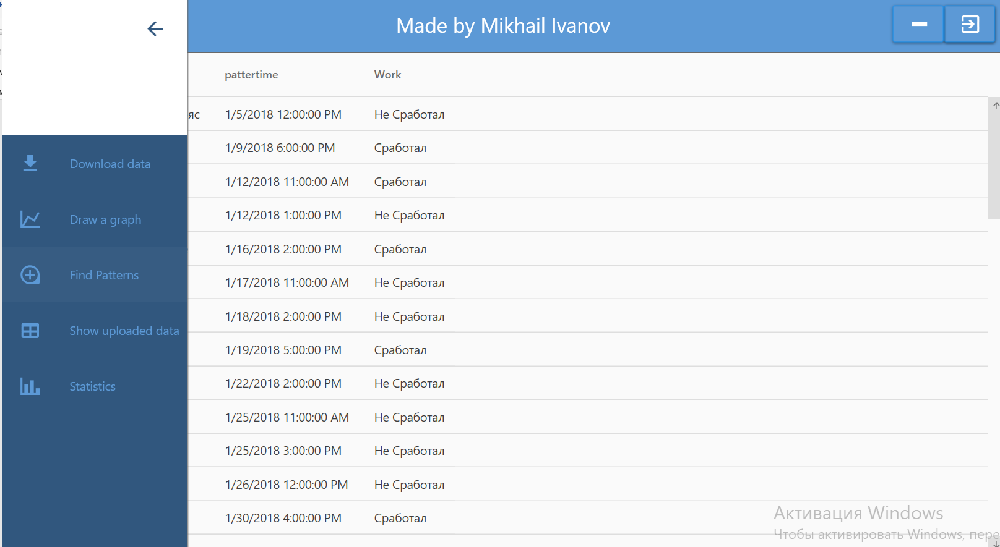 Made by Mikhail Ivanov
pattertime Work
яс 1/5/2018 12:00:00 PM Не Сработал
1/9/2018 6:00:00 PM Сработал
1/12/2018 11:00:00 AM Сработал
1/12/2018 1:00:00 PM Не Сработал
1/16/2018 2:00:00 PM Сработал
1/17/2018 11:00:00 AM Не Сработал
1/18/2018 2:00:00 PM Не Сработал
1/19/2018 5:00:00 PM Сработал
1/22/2018 2:00:00 PM Не Сработал
1/25/2018 11:00:00 AM Не Сработал
1/25/2018 3:00:00 PM Не Сработал
1/26/2018 12:00:00 PM Не Сработал
1/30/2018 4:00:00 PM Сработал
Download data
Draw a graph
Find Patterns
Show uploaded data
Statistics
Активация Windows
Чтобы активировать Windows, пере